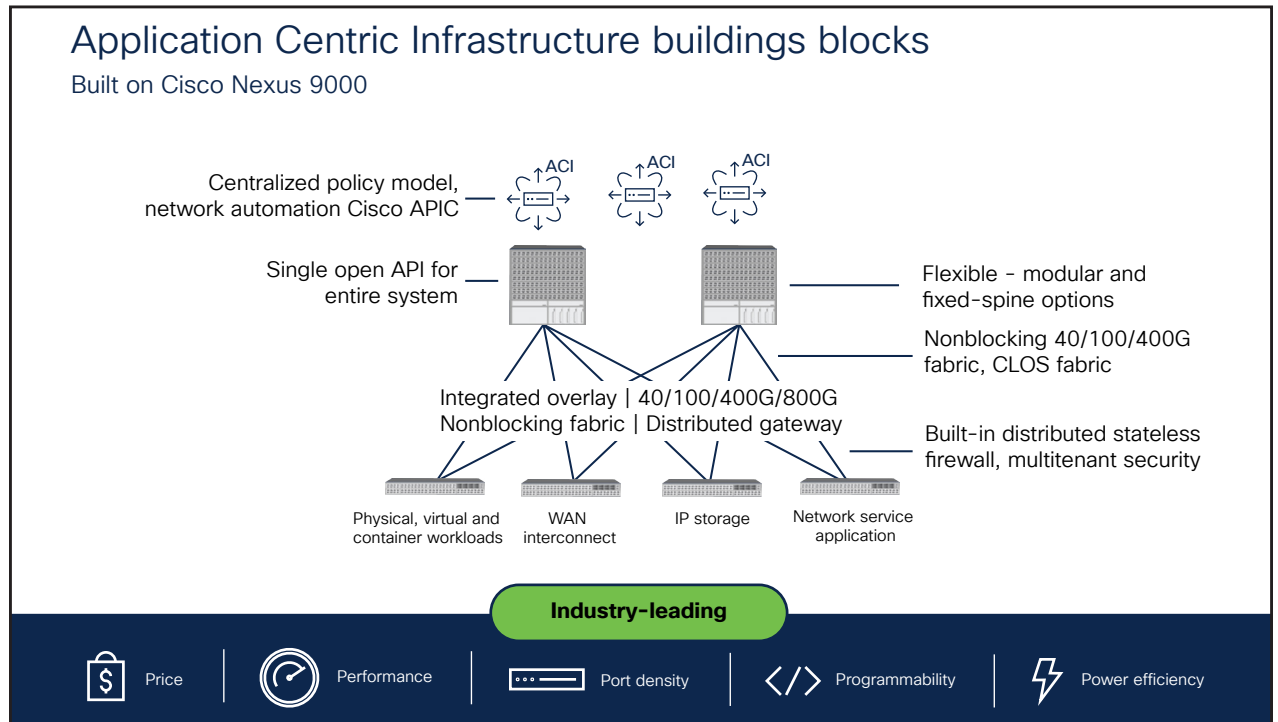 Application Centric Infrastructure buildings blocks
Built on Cisco Nexus 9000
ACI
ACI
ACI
Centralized policy model,
network automation Cisco APIC
Single open API for
entire system
Flexible - modular and
fixed-spine options
Nonblocking 40/100/400G
fabric, CLOS fabric
Integrated overlay | 40/100/400G/800G
Nonblocking fabric | Distributed gateway
Built-in distributed stateless
firewall, multitenant security
Physical, virtual and
container workloads
WAN
interconnect
IP storage
Network service
application
Industry-leading
$
Price
Performance
Port density
</>
Programmability
Power efficiency